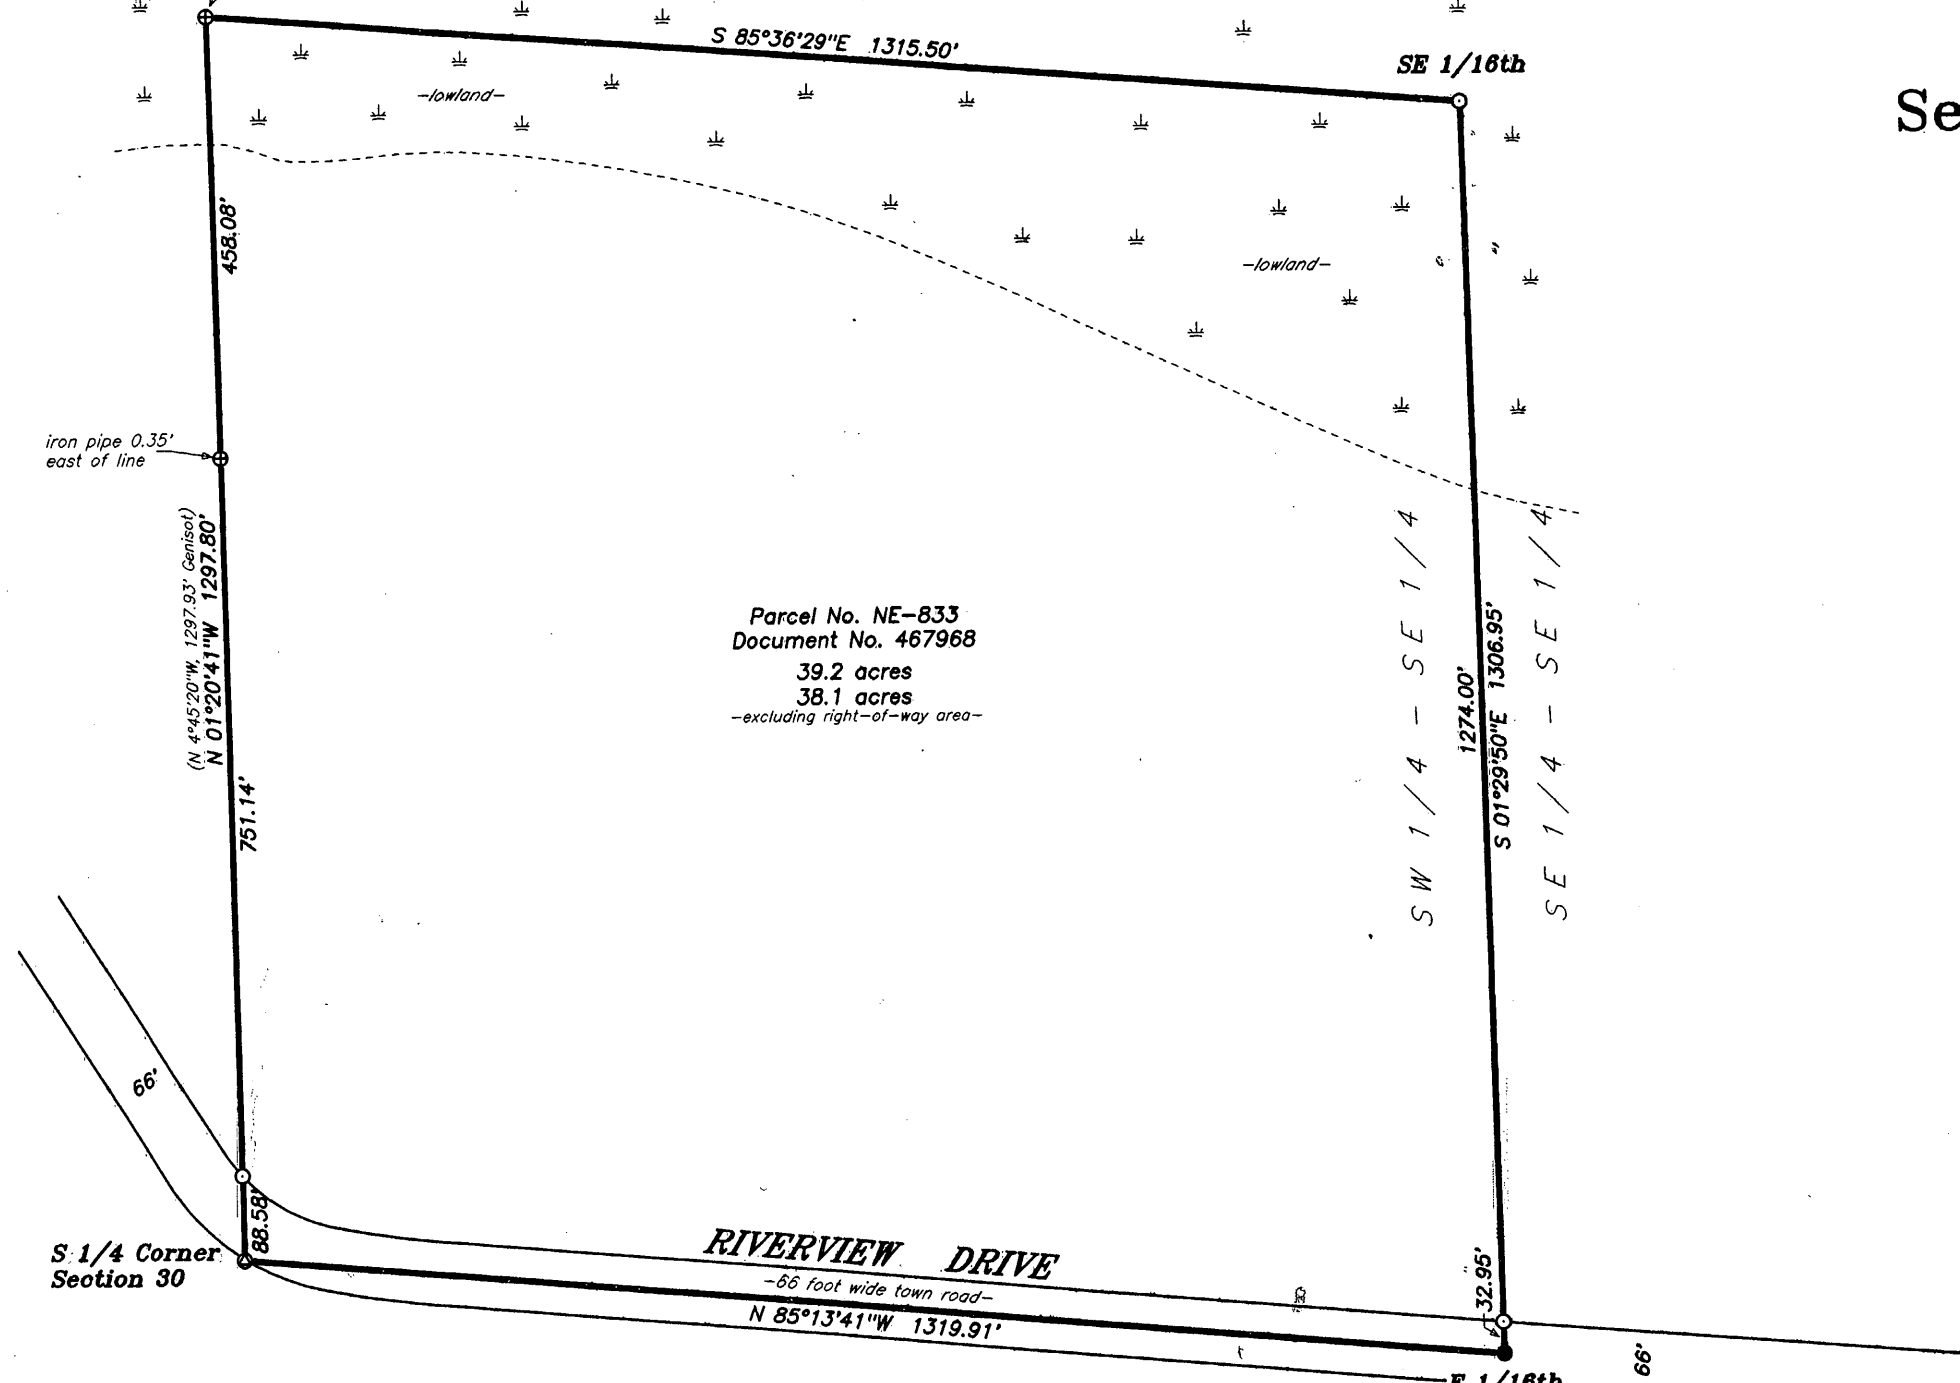 S 85°36'29"E 1315.50'
SE 1/16th
Se
-lowland-
458.08'
-lowland-
iron pipe 0.35'
east of line
(N 4°45'20"W, 1297.93' Genisot)
N 01°20'41"W 1297.80'
Parcel No. NE-833
Document No. 467968
39.2 acres
38.1 acres
-excluding right-of-way area-
SW 1/4 - SE 1/4
1274.00'
S 01°29'50"E 1306.95'
SE 1/4 - SE 1/4
751.14'
66'
88.58'
S 1/4 Corner
Section 30
RIVERVIEW DRIVE
-66 foot wide town road-
N 85°13'41"W 1319.91'
32.95'
66'
E 1/16th